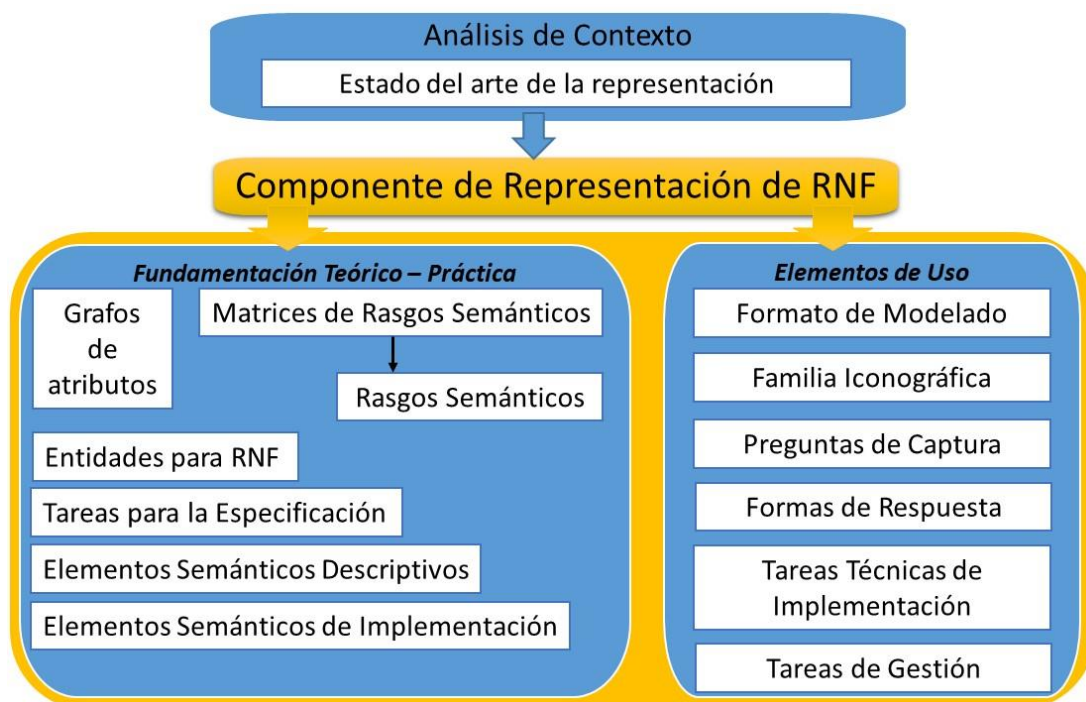 Análisis de Contexto
Estado del arte de la representación
Componente de Representación de RNF
Fundamentación Teórico – Práctica
Grafos
de
atributos
Matrices de Rasgos Semánticos
Rasgos Semánticos
Entidades para RNF
Tareas para la Especificación
Elementos Semánticos Descriptivos
Elementos Semánticos de Implementación
Elementos de Uso
Formato de Modelado
Familia Iconográfica
Preguntas de Captura
Formas de Respuesta
Tareas Técnicas de
Implementación
Tareas de Gestión